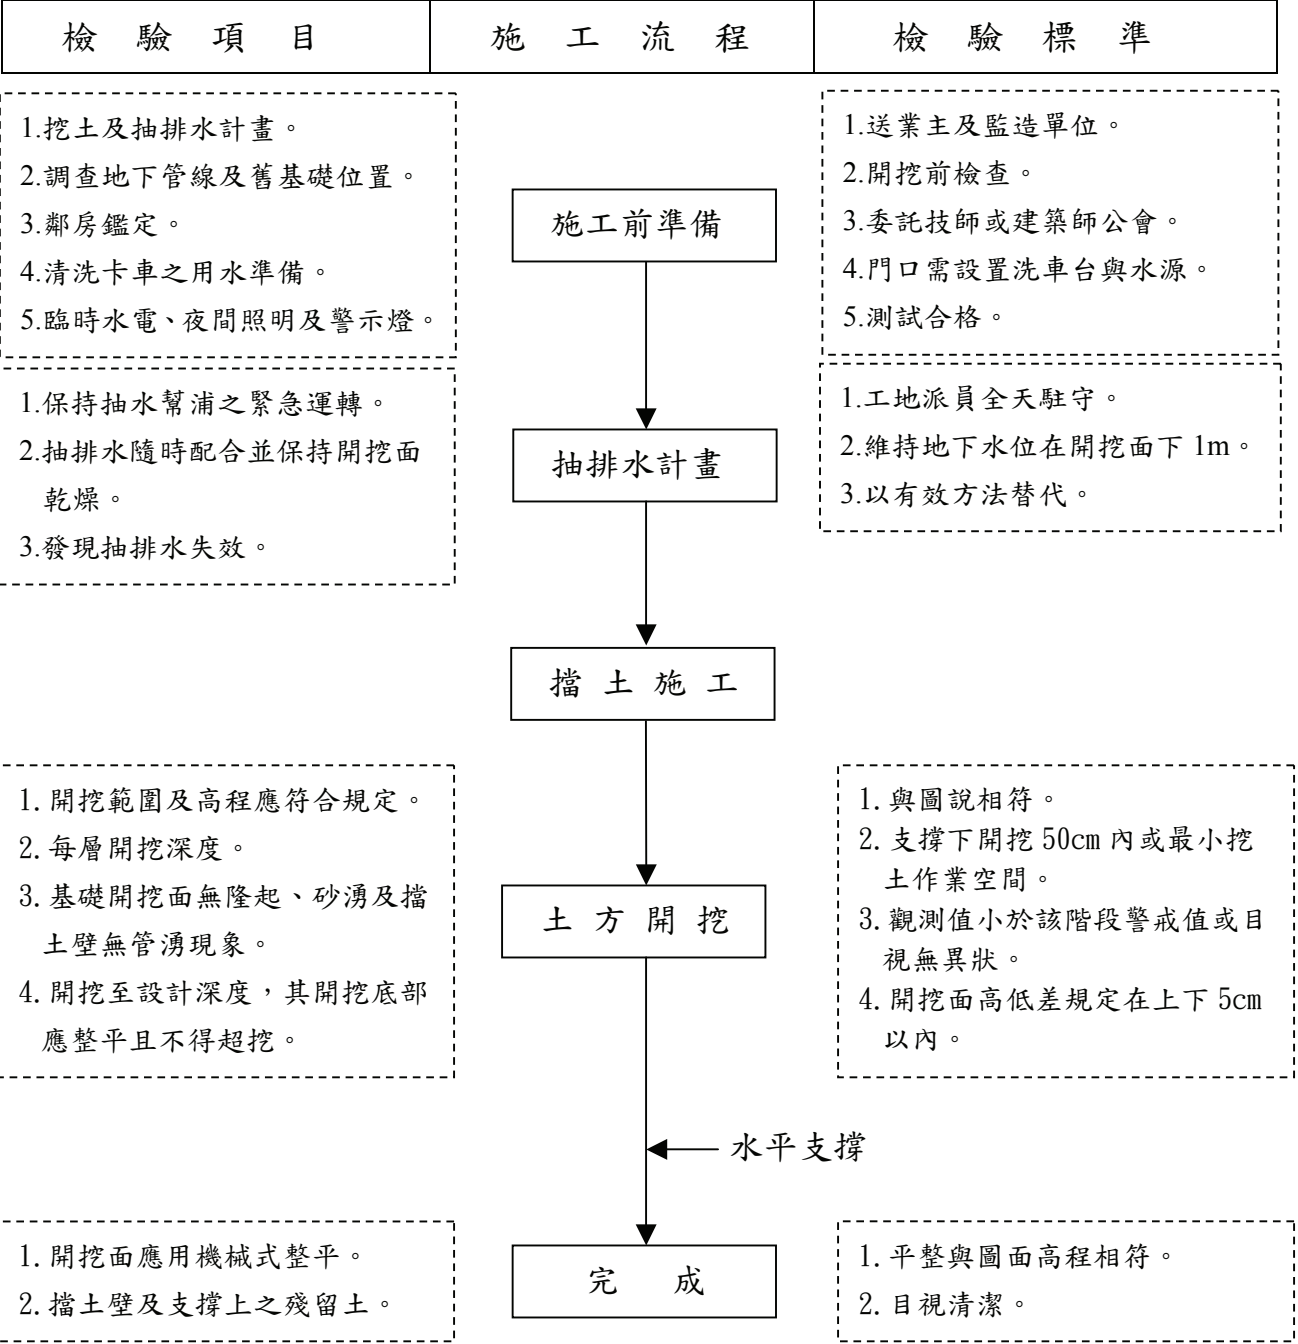 檢 驗 項 目
施 工 流 程
檢 驗 標 準
1.挖土及抽排水計畫。
2.調查地下管線及舊基礎位置。
3.鄰房鑑定。
4.清洗卡車之用水準備。
5.臨時水電、夜間照明及警示燈。
施工前準備
1.送業主及監造單位。
2.開挖前檢查。
3.委託技師或建築師公會。
4.門口需設置洗車台與水源。
5.測試合格。
1.保持抽水幫浦之緊急運轉。
2.抽排水隨時配合並保持開挖面
乾燥。
3.發現抽排水失效。
抽排水計畫
1.工地派員全天駐守。
2.維持地下水位在開挖面下 1m。
3.以有效方法替代。
擋 土 施 工
1. 開挖範圍及高程應符合規定。
2. 每層開挖深度。
3. 基礎開挖面無隆起、砂湧及擋
土壁無管湧現象。
4. 開挖至設計深度，其開挖底部
應整平且不得超挖。
土 方 開 挖
1. 與圖說相符。
2. 支撐下開挖 50cm 內或最小挖
土作業空間。
3. 觀測值小於該階段警戒值或目
視無異狀。
4. 開挖面高低差規定在上下 5cm
以內。
水平支撐
1. 開挖面應用機械式整平。
2. 擋土壁及支撐上之殘留土。
完 成
1. 平整與圖面高程相符。
2. 目視清潔。